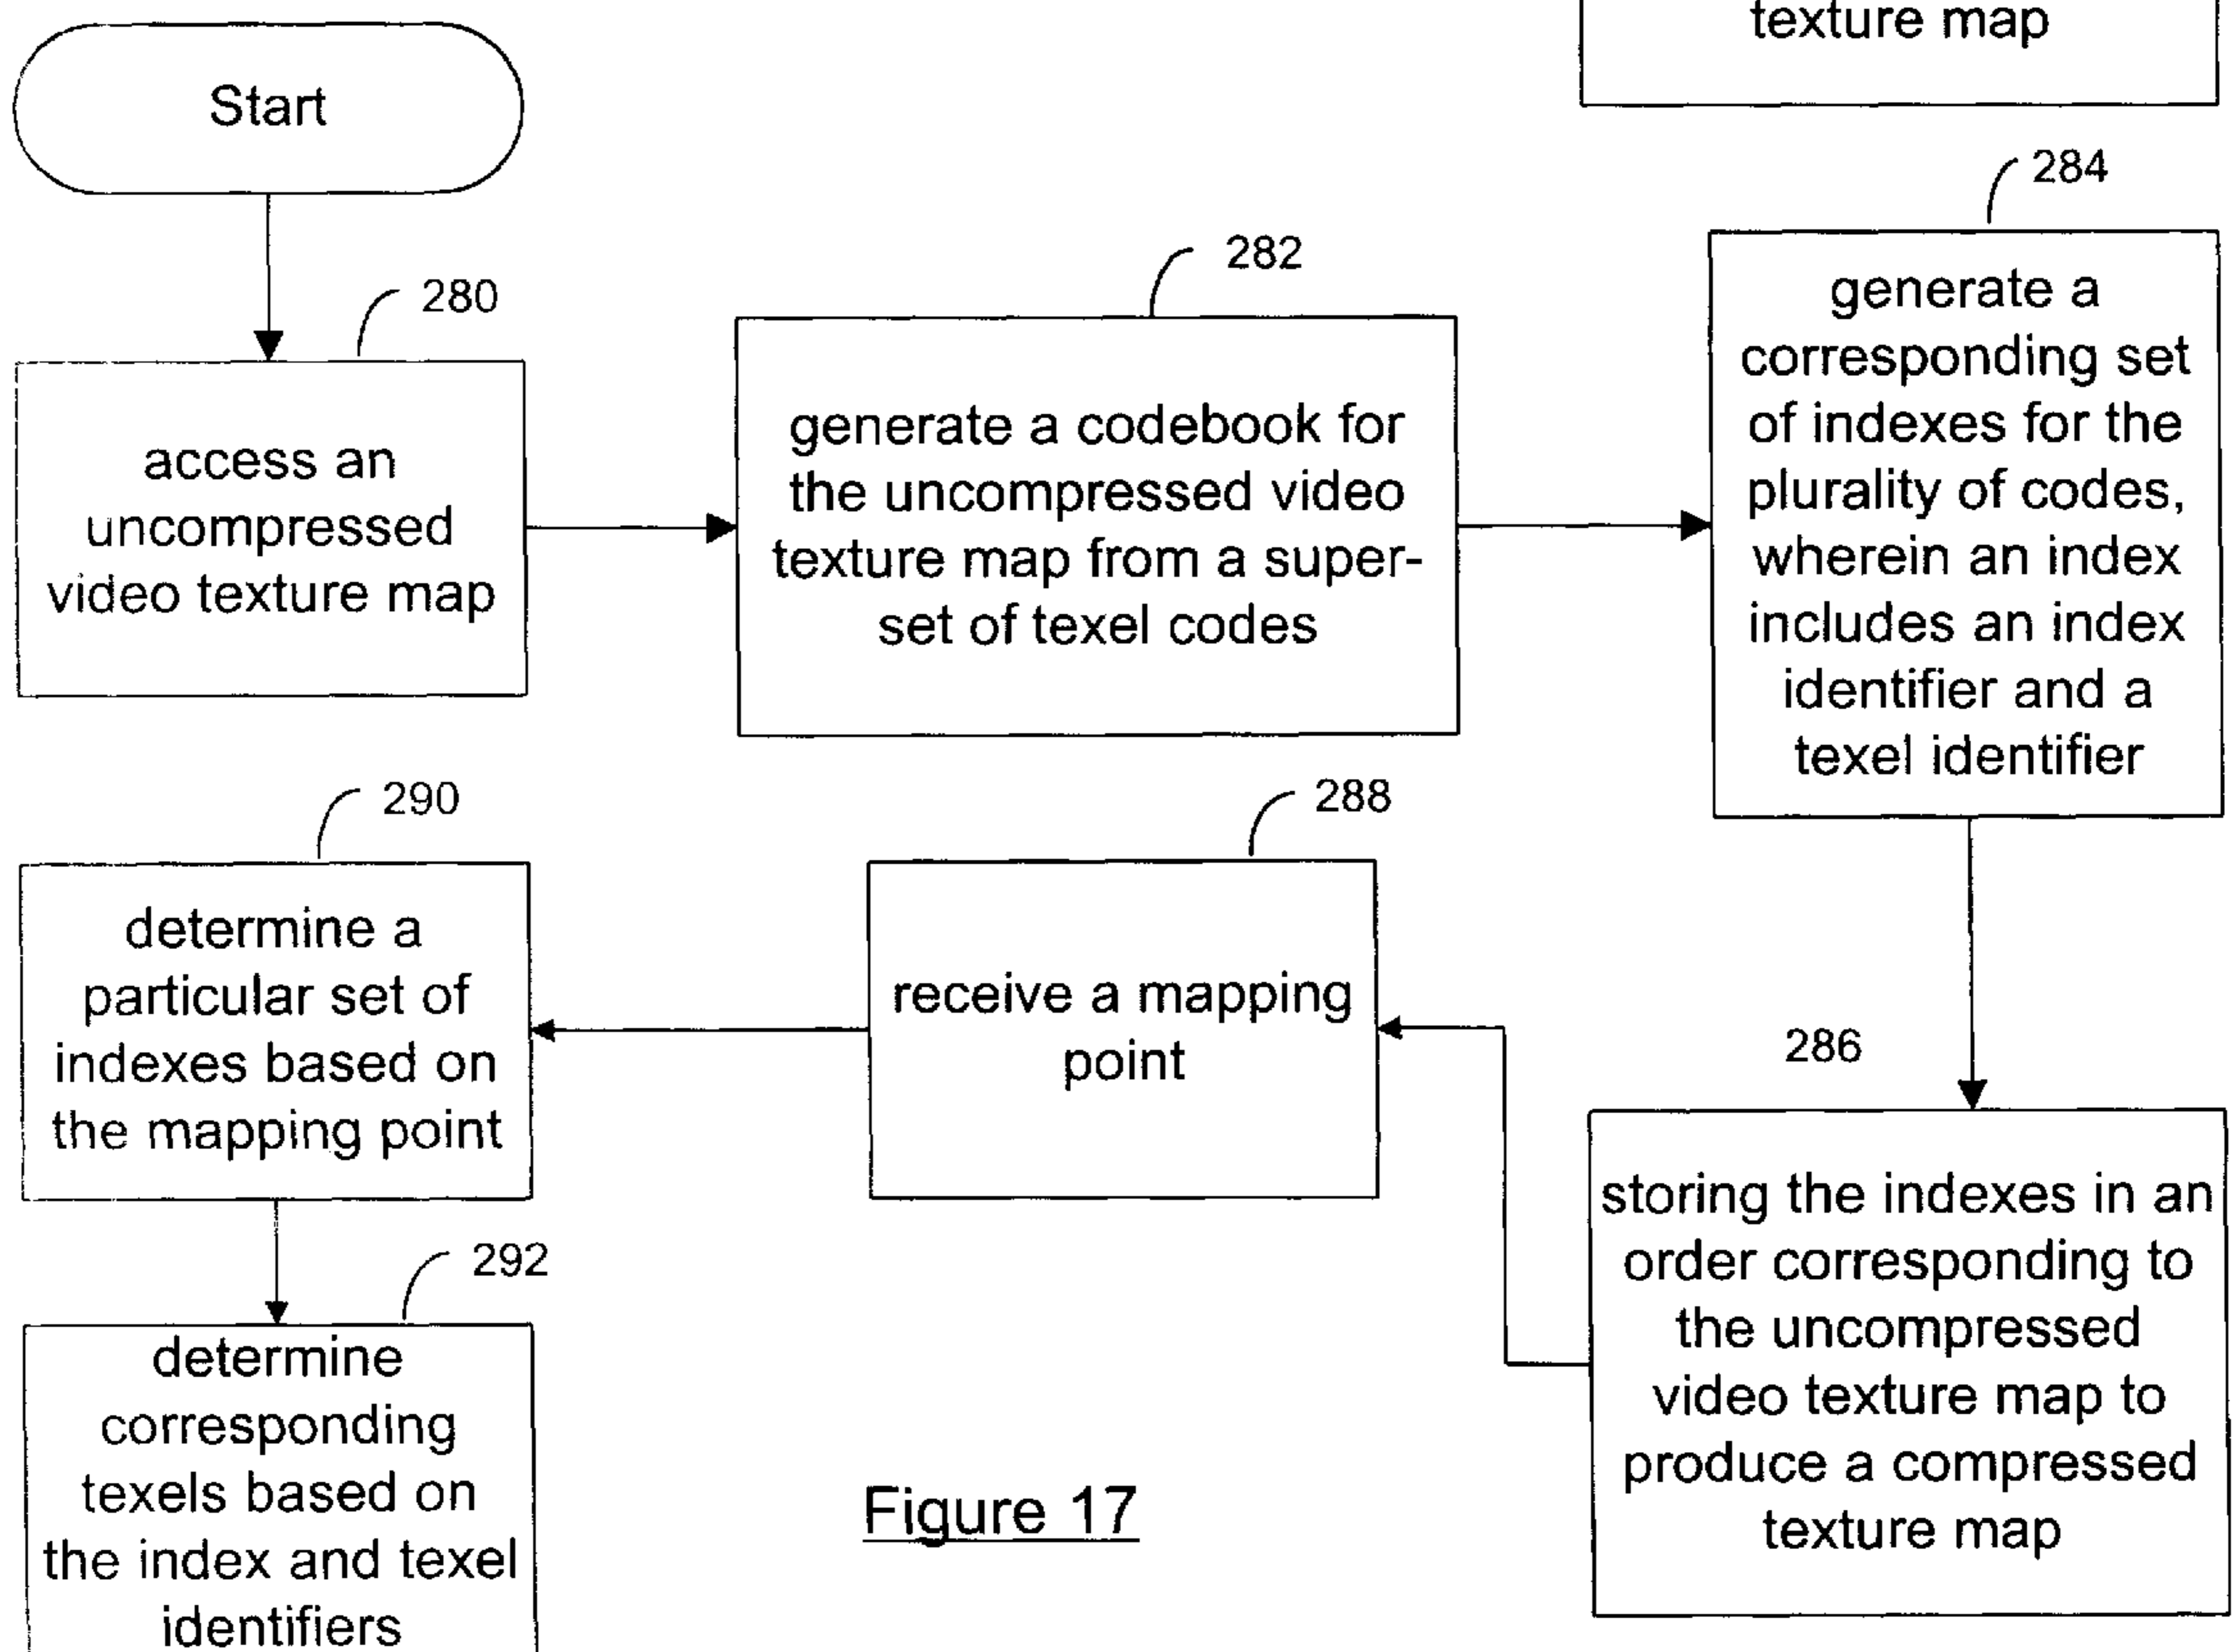 texture map
Start
280
access an
uncompressed
video texture map
282
generate a codebook for
the uncompressed video
texture map from a super-
set of texel codes
284
generate a
corresponding set
of indexes for the
plurality of codes,
wherein an index
includes an index
identifier and a
texel identifier
286
storing the indexes in an
order corresponding to
the uncompressed
video texture map to
produce a compressed
texture map
288
receive a mapping
point
290
determine a
particular set of
indexes based on
the mapping point
292
determine
corresponding
texels based on
the index and texel
identifiers
Figure 17